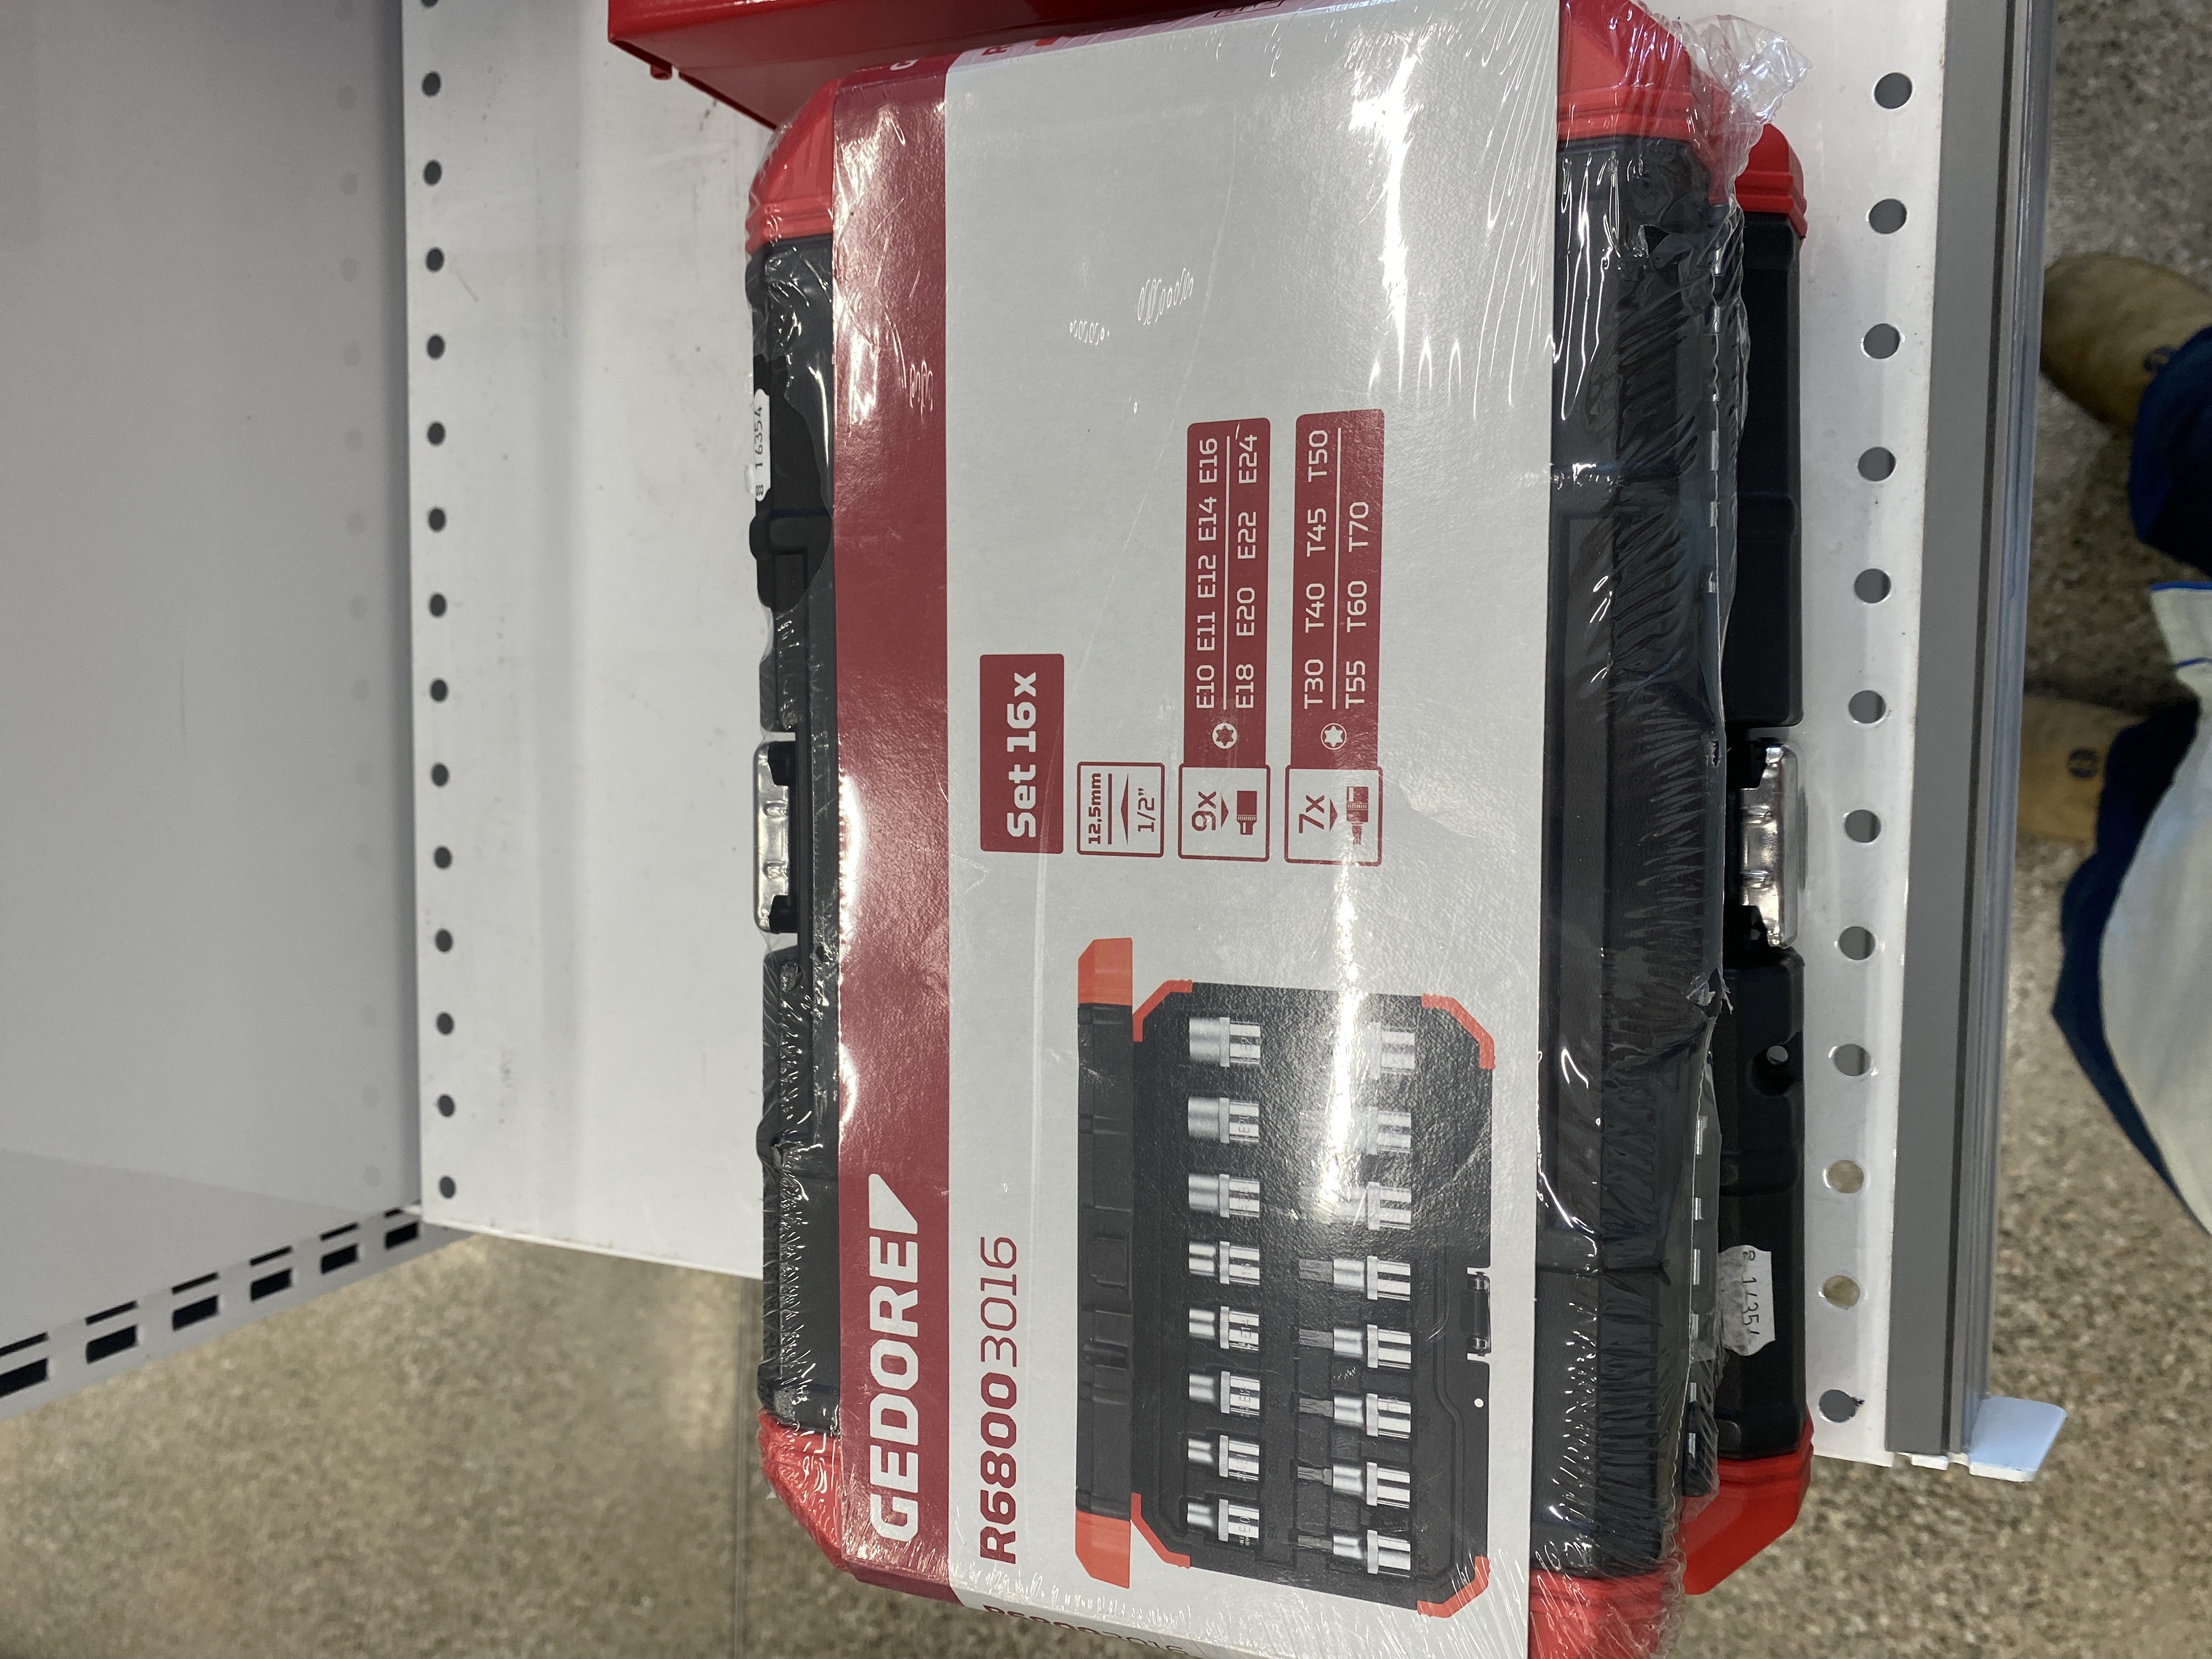 GEDORE
R68003016
Set 16x
12,5mm
1/2"
9x
E10 E11 E12 E14 E16
E18 E20 E22 E24
7x
T30 T40 T45 T50
T55 T60 T70